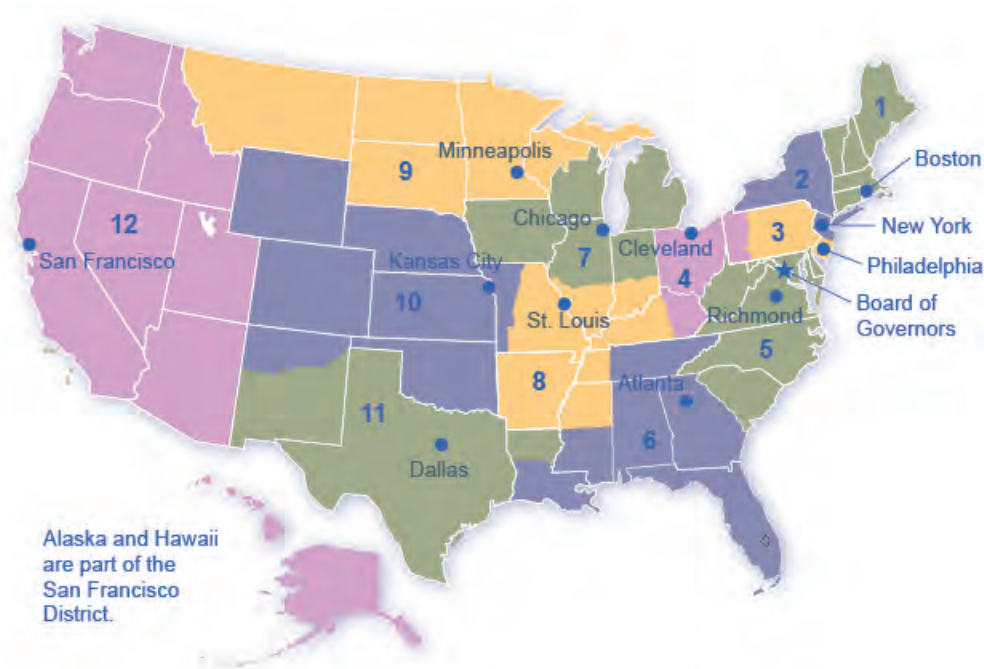 1
Boston
2
Minneapolis
9
3
New York
12
Chicago
Cleveland
San Francisco
Kansas City
7
4
Philadelphia
10
St. Louis
Richmond
Board of
Governors
5
8
Atlanta
11
6
Dallas
Alaska and Hawaii
are part of the
San Francisco
District.